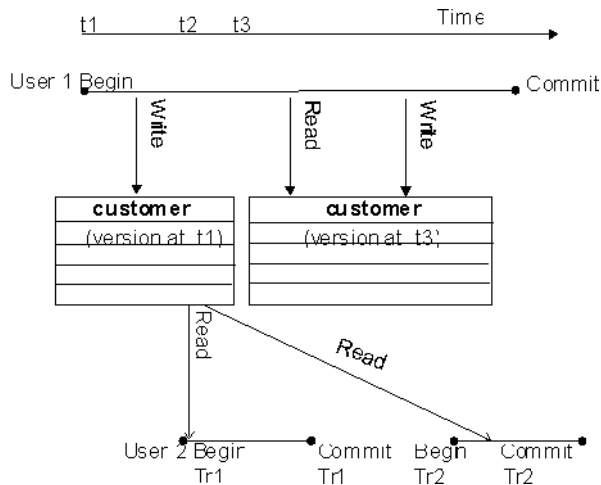 t1 t2 t3 Time
User 1 Begin Commit
Write Read Write
customer customer
(version at t1) (version at t3)
Read Read
User 2 Begin Commit Begin Commit
Tr1 Tr1 Tr2 Tr2